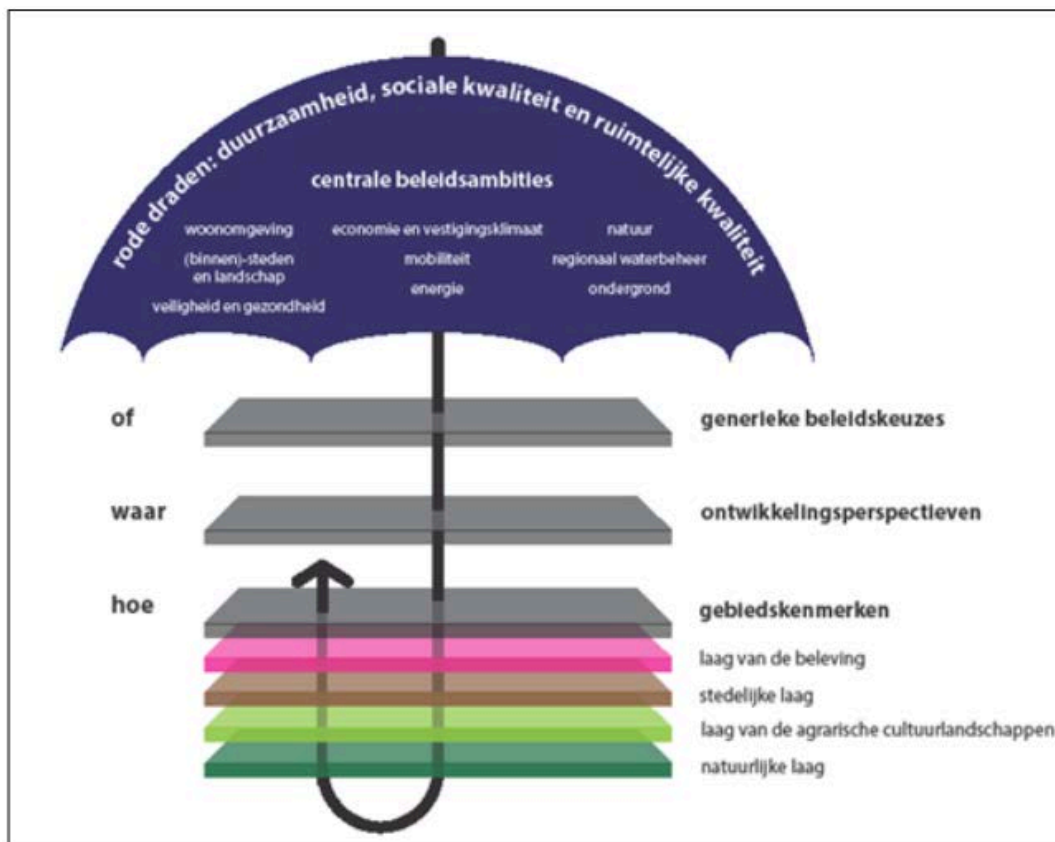 rode draden: duurzaamheid, sociale kwaliteit en ruimtelijke kwaliteit
centrale beleidsambities
woonomgeving
(binnen)-steden
en landschap
veiligheid en gezondheid
economie en vestigingsklimaat
mobiliteit
energie
natuur
regionaal waterbeheer
ondergrond
of
generieke beleidskeuzes
waar
ontwikkelingsperspectieven
hoe
gebiedskenmerken
laag van de beleving
stedelijke laag
laag van de agrarische cultuurlandschappen
natuurlijke laag